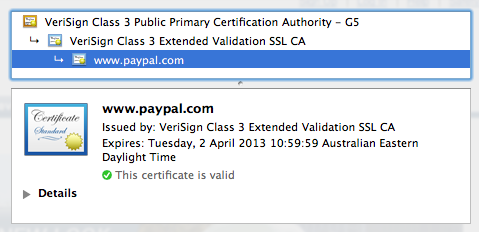 VeriSign Class 3 Public Primary Certification Authority - G5
VeriSign Class 3 Extended Validation SSL CA
www.paypal.com
Certificate
Standard
www.paypal.com
Issued by: VeriSign Class 3 Extended Validation SSL CA
Expires: Tuesday, 2 April 2013 10:59:59 Australian Eastern
Daylight Time
This certificate is valid
Details